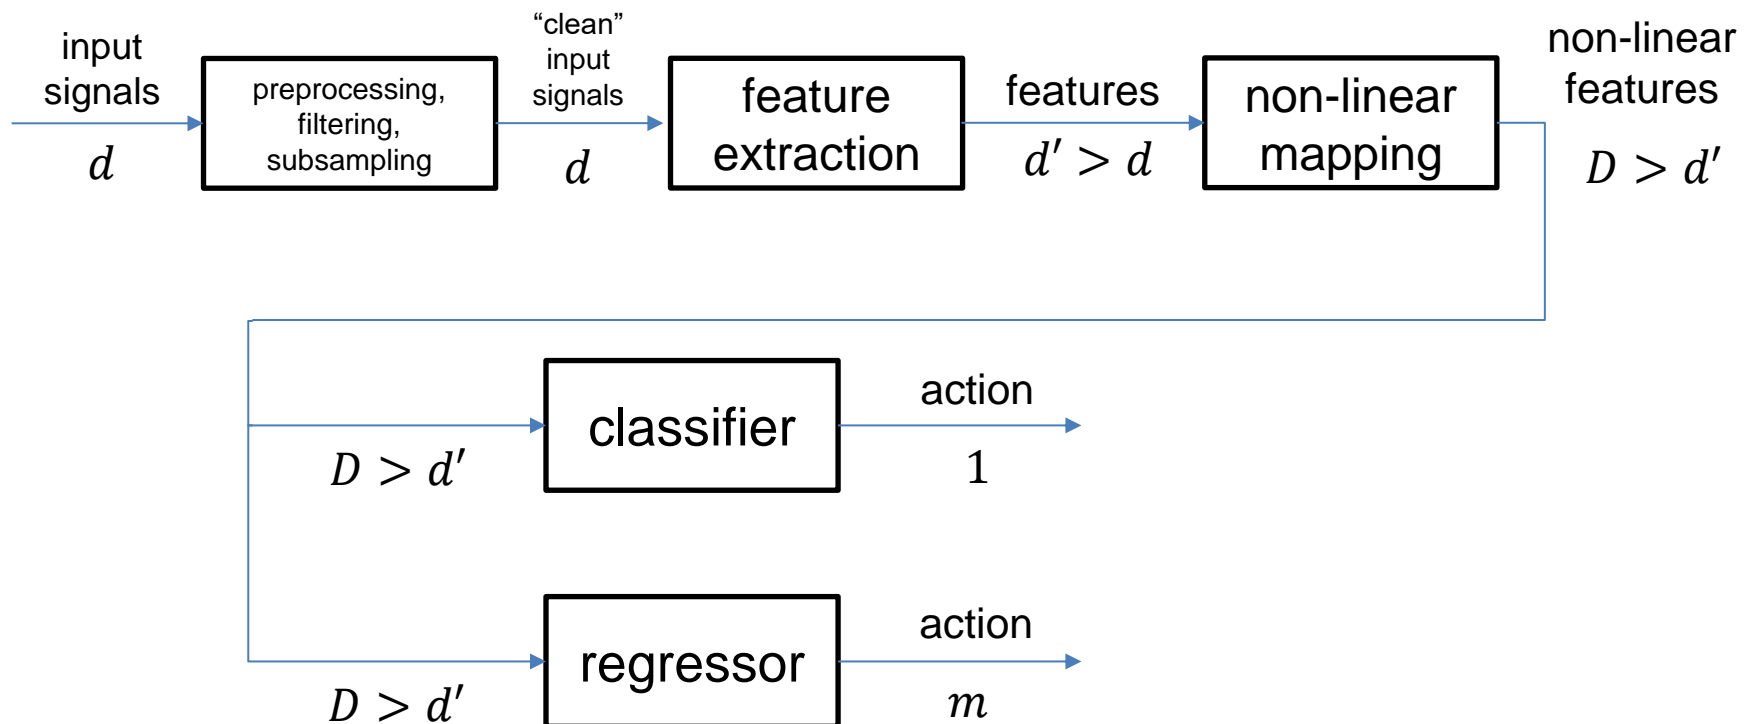 input
signals
d
preprocessing,
filtering,
subsampling
“clean”
input
signals
d
feature
extraction
features
d′ > d
non-linear
mapping
non-linear
features
D > d′
D > d′
classifier
action
1
D > d′
regressor
action
m